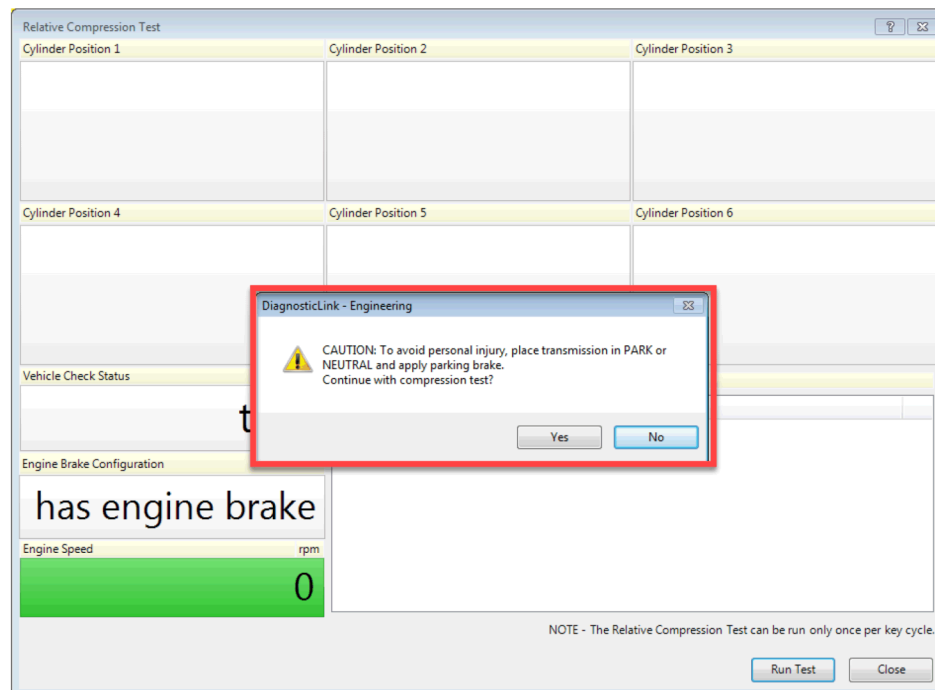 Relative Compression Test
Cylinder Position 1
Cylinder Position 2
Cylinder Position 3
Cylinder Position 4
Cylinder Position 5
Cylinder Position 6
DiagnosticLink - Engineering
CAUTION: To avoid personal injury, place transmission in PARK or
NEUTRAL and apply parking brake.
Continue with compression test?
Yes
No
Vehicle Check Status
Engine Brake Configuration
has engine brake
Engine Speed
rpm
0
NOTE - The Relative Compression Test can be run only once per key cycle.
Run Test
Close